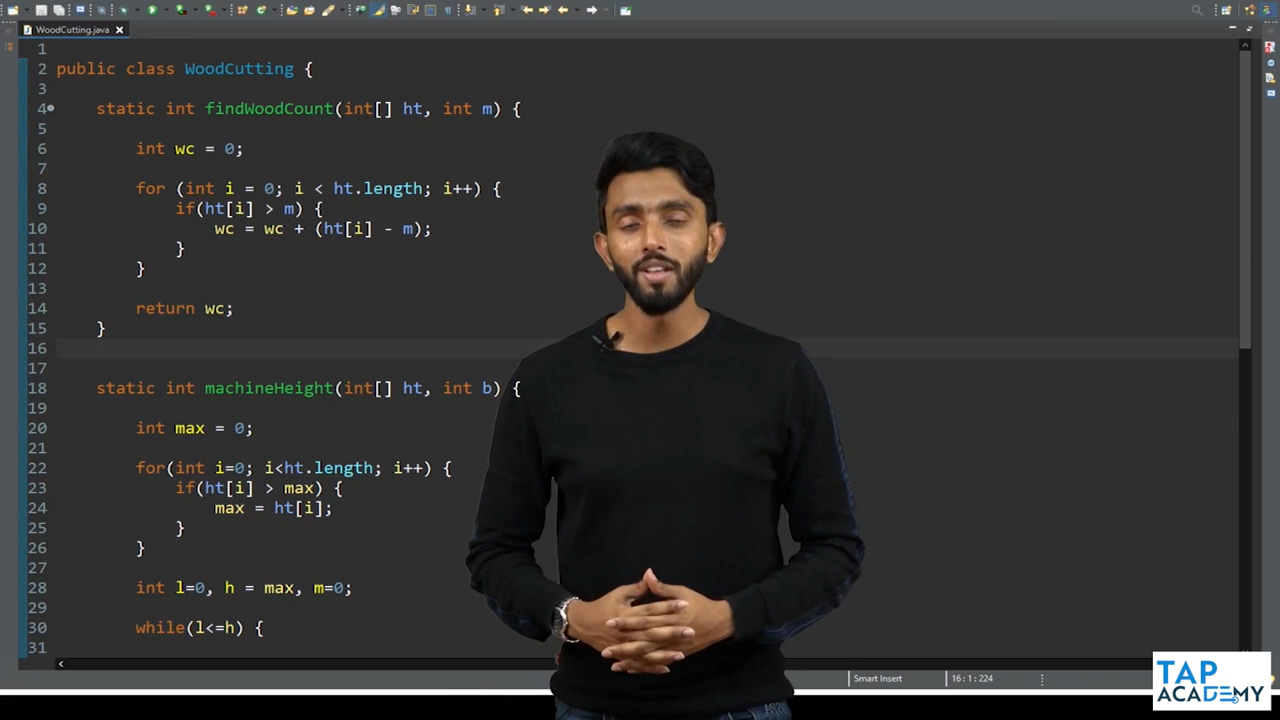 WoodCutting.java
1
2 public class WoodCutting {
3
4 static int findWoodCount(int[] ht, int m) {
5
6 int wc = 0;
7
8 for (int i = 0; i < ht.length; i++) {
9 if(ht[i] > m) {
10 wc = wc + (ht[i] - m);
11 }
12 }
13
14 return wc;
15 }
16
17
18 static int machineHeight(int[] ht, int b) {
19
20 int max = 0;
21
22 for(int i=0; i<ht.length; i++) {
23 if(ht[i] > max) {
24 max = ht[i];
25 }
26 }
27
28 int l=0, h = max, m=0;
29
30 while(l<=h) {
31
Smart Insert 16 : 1 : 224
TAP
ACADEMY